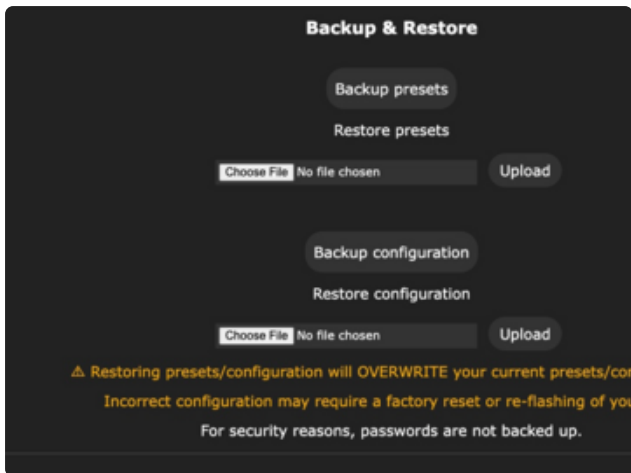 Backup & Restore
Backup presets
Restore presets
Choose File No file chosen Upload
Backup configuration
Restore configuration
Choose File No file chosen Upload
⚠ Restoring presets/configuration will OVERWRITE your current presets/con
Incorrect configuration may require a factory reset or re-flashing of you
For security reasons, passwords are not backed up.